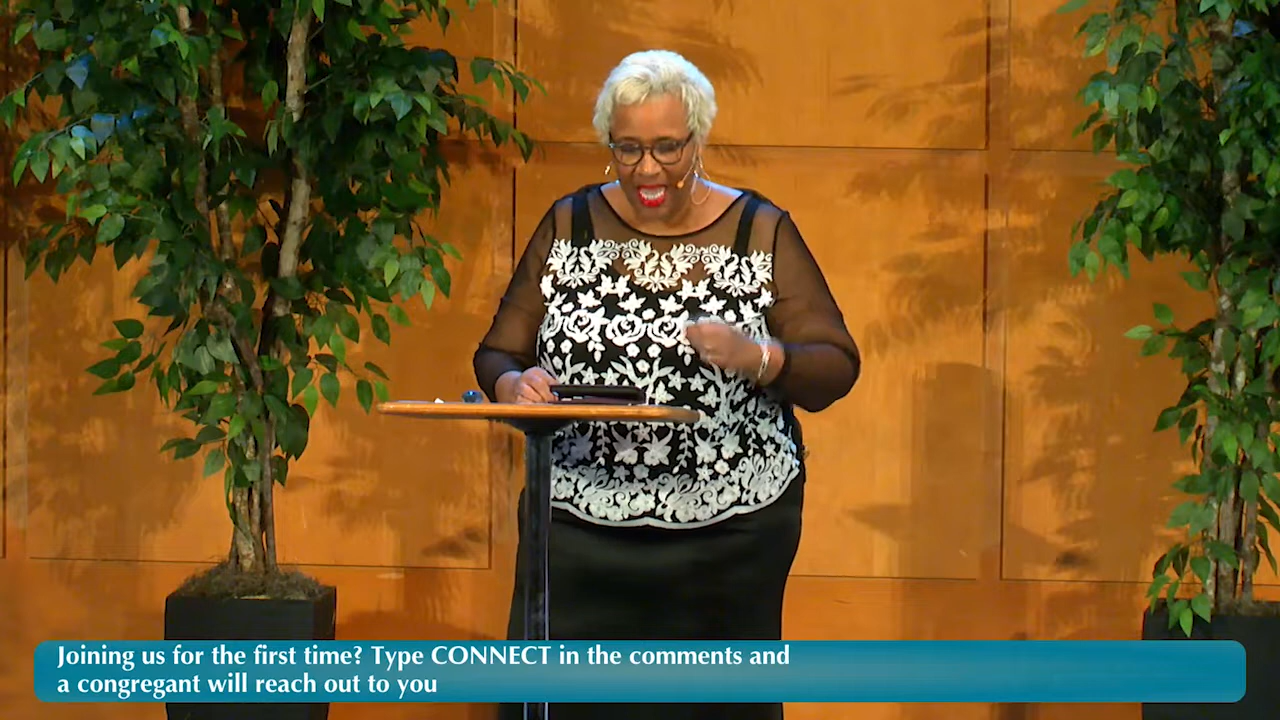 Joining us for the first time? Type CONNECT in the comments and
a congregant will reach out to you